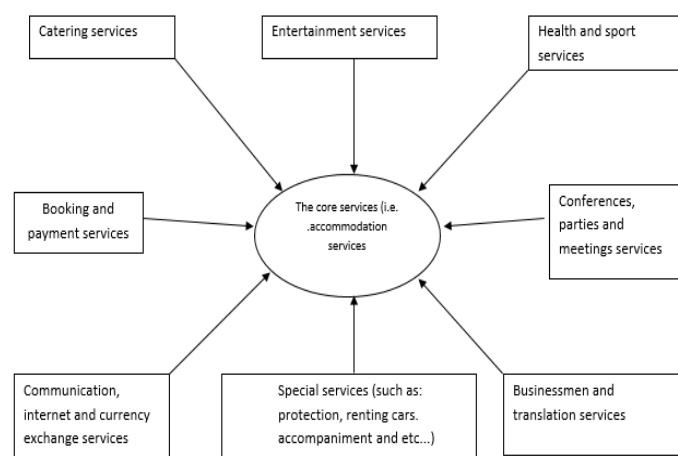 Catering services
Entertainment services
Health and sport
services
The core services (i.e.
.accommodation
services
Booking and
payment services
Conferences,
parties and
meetings services
Communication,
internet and currency
exchange services
Special services (such as:
protection, renting cars.
accompaniment and etc...)
Businessmen and
translation services